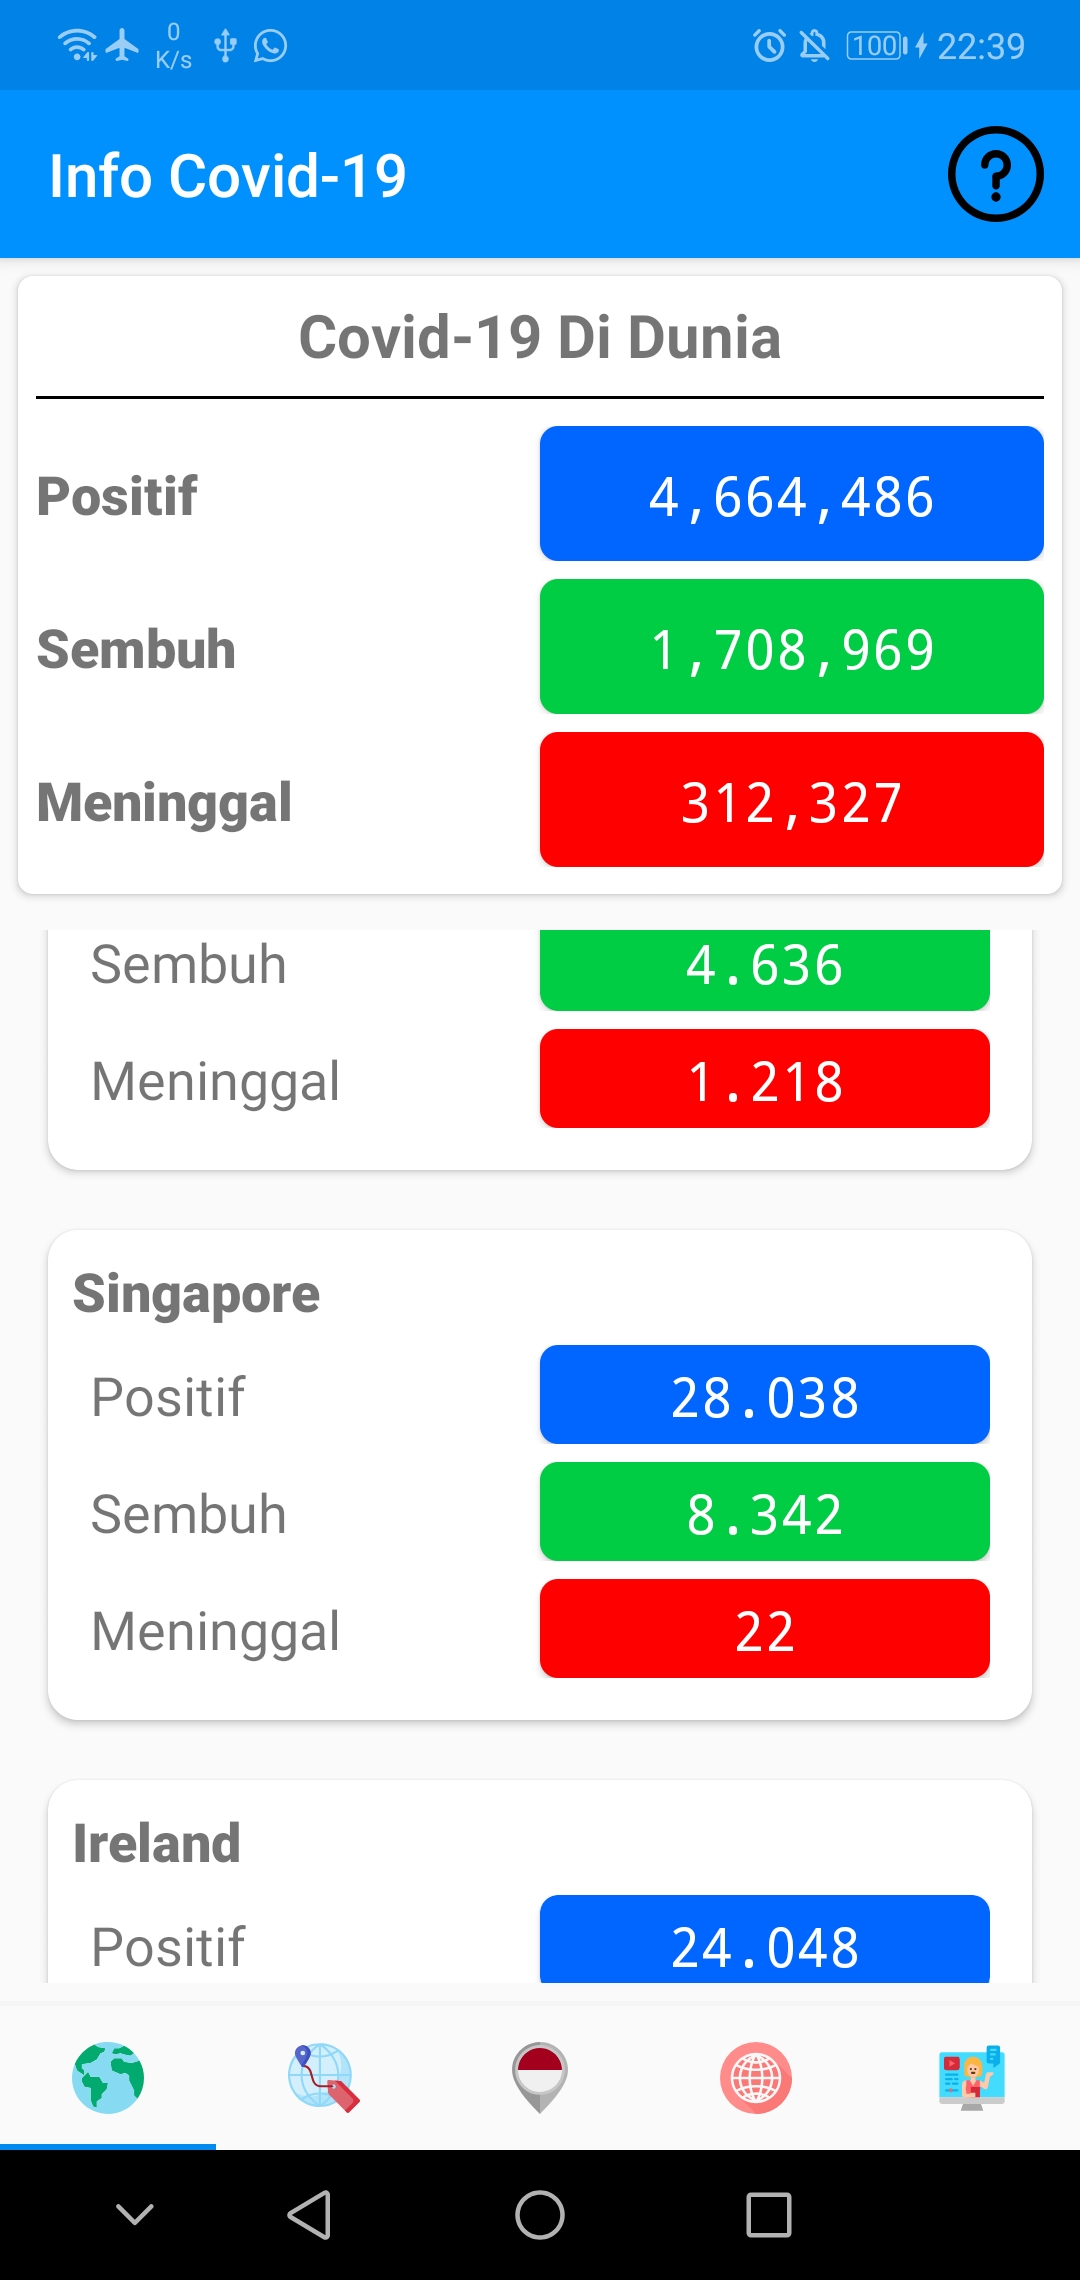 0
K/s
100
22:39
Info Covid-19
?
Covid-19 Di Dunia
Positif
4,664,486
Sembuh
1,708,969
Meninggal
312,327
Sembuh
4.636
Meninggal
1.218
Singapore
Positif
28.038
Sembuh
8.342
Meninggal
22
Ireland
Positif
24.048